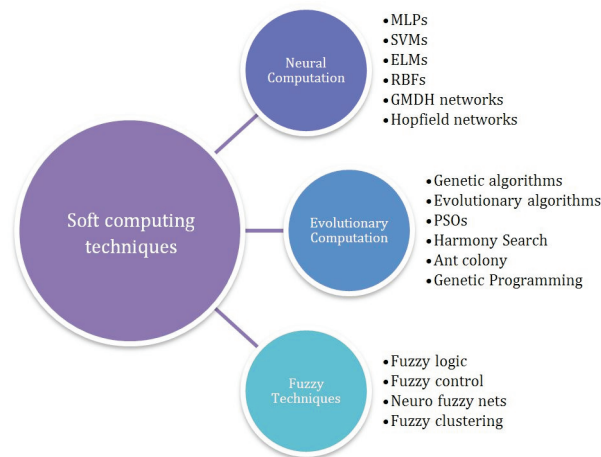 Soft computing
techniques
Neural
Computation
•MLPs
•SVMs
•ELMs
•RBFs
•GMDH networks
•Hopfield networks
Evolutionary
Computation
•Genetic algorithms
•Evolutionary algorithms
•PSOs
•Harmony Search
•Ant colony
•Genetic Programming
Fuzzy
Techniques
•Fuzzy logic
•Fuzzy control
•Neuro fuzzy nets
•Fuzzy clustering